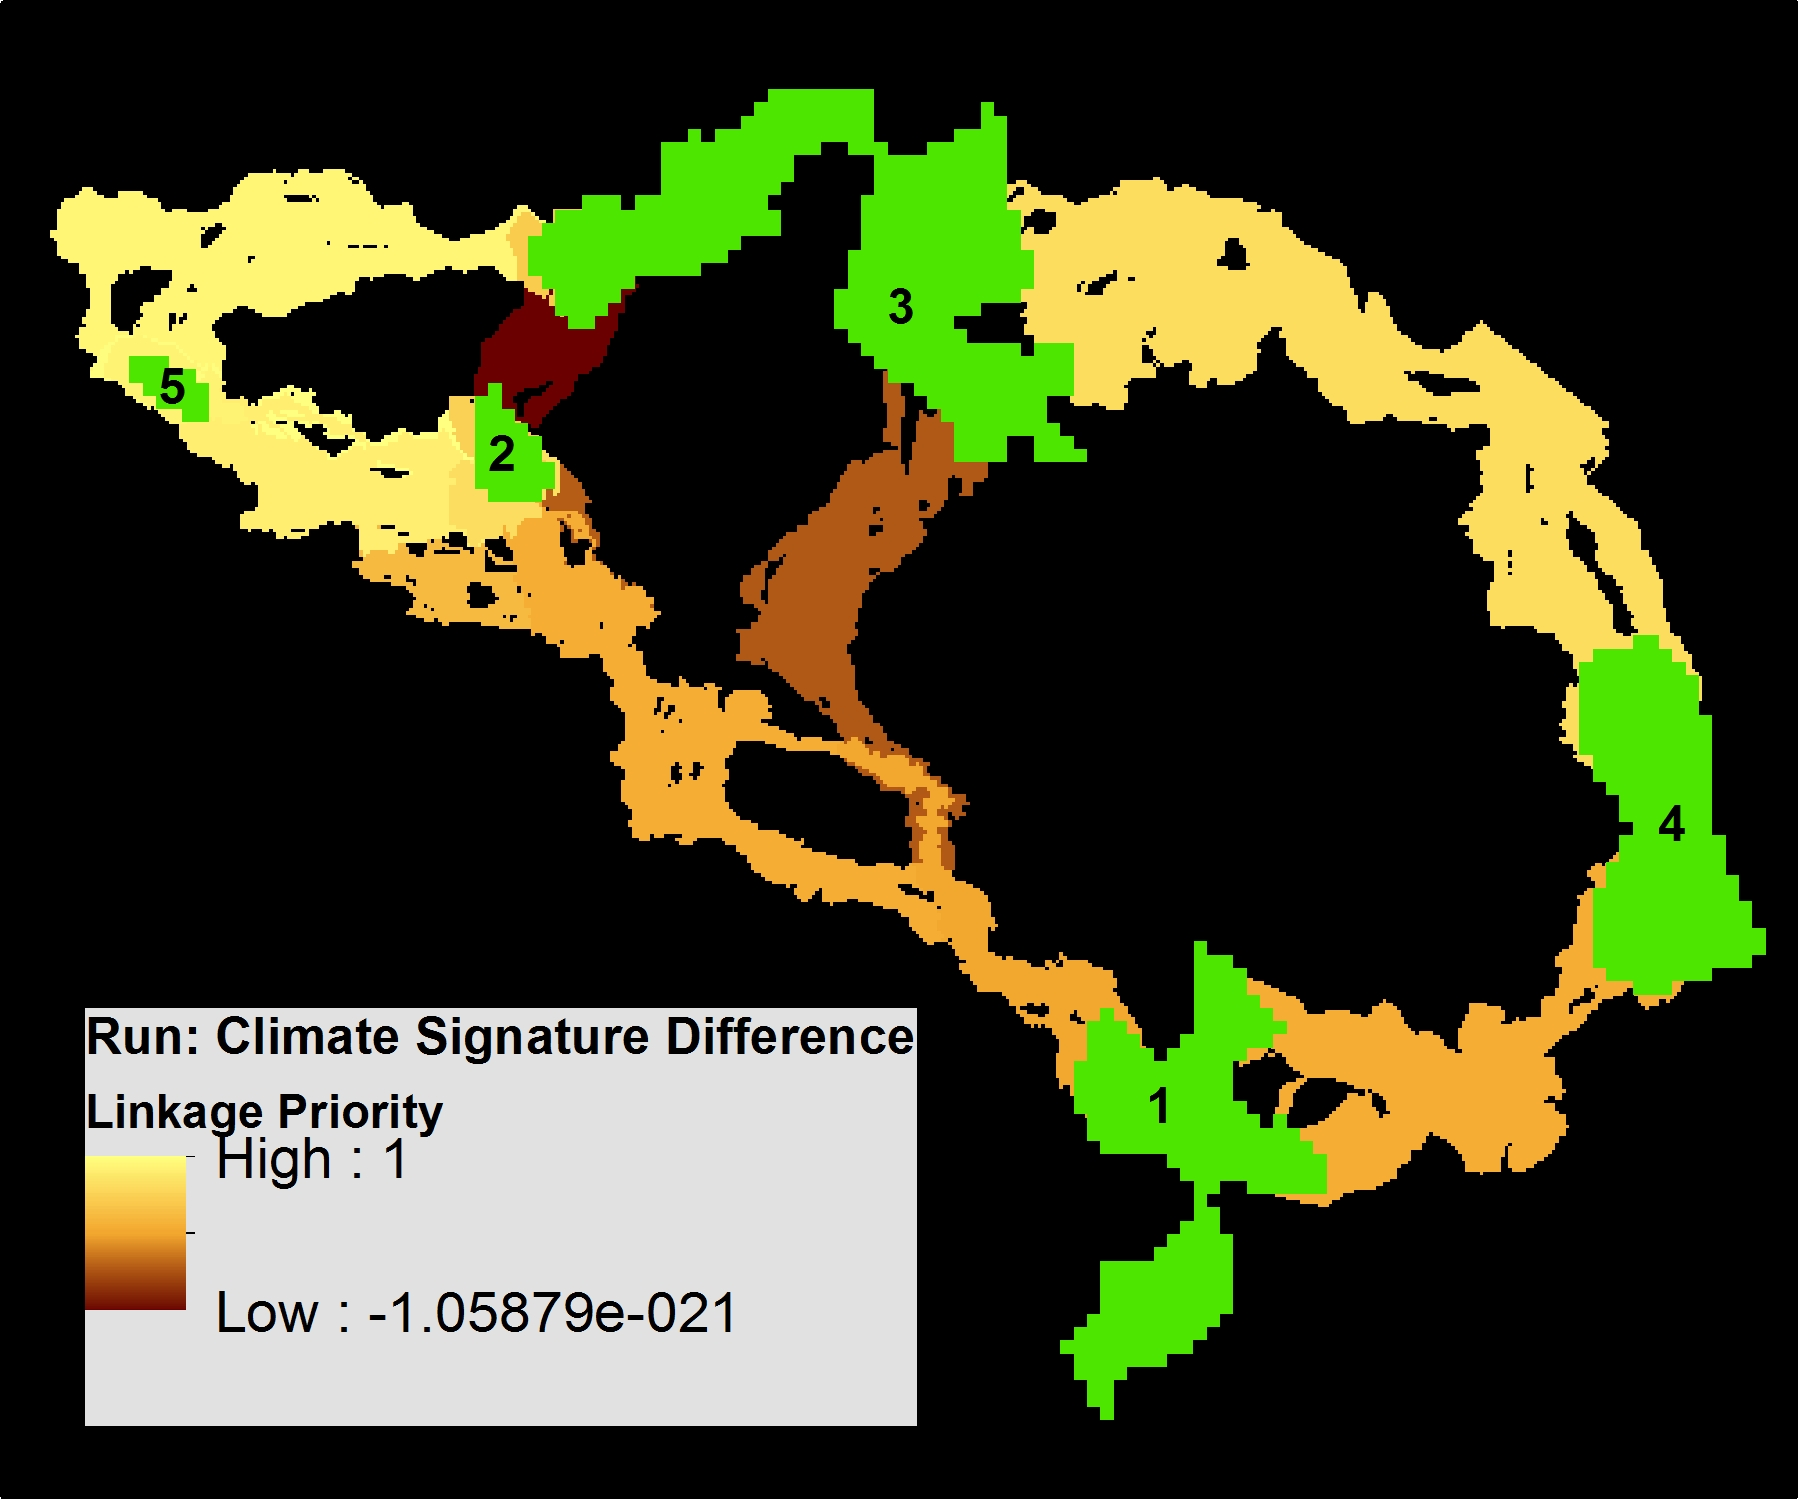 3
5
2
4
1
Run: Climate Signature Difference
Linkage Priority
High : 1
Low : -1.05879e-021